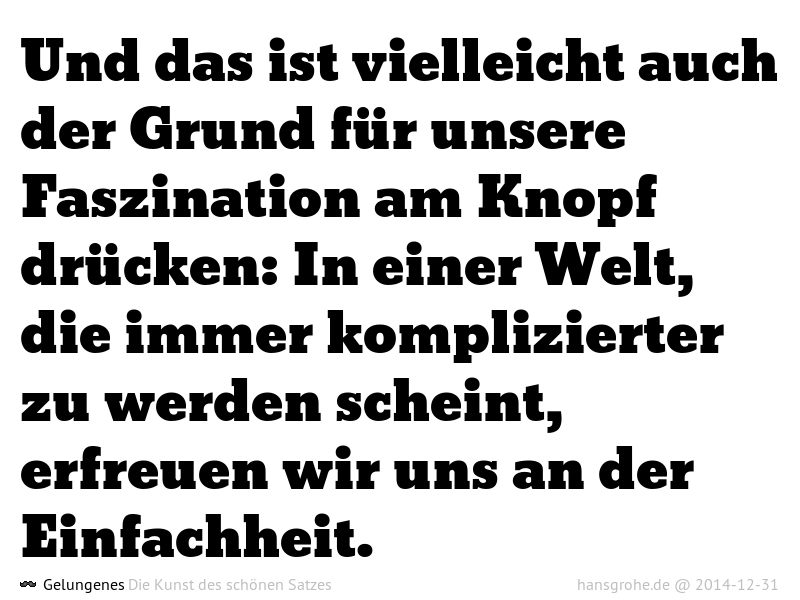 Und das ist vielleicht auch
der Grund für unsere
Faszination am Knopf
drücken: In einer Welt,
die immer komplizierter
zu werden scheint,
erfreuen wir uns an der
Einfachheit.
Gelungenes Die Kunst des schönen Satzes hansgrohe.de @ 2014-12-31